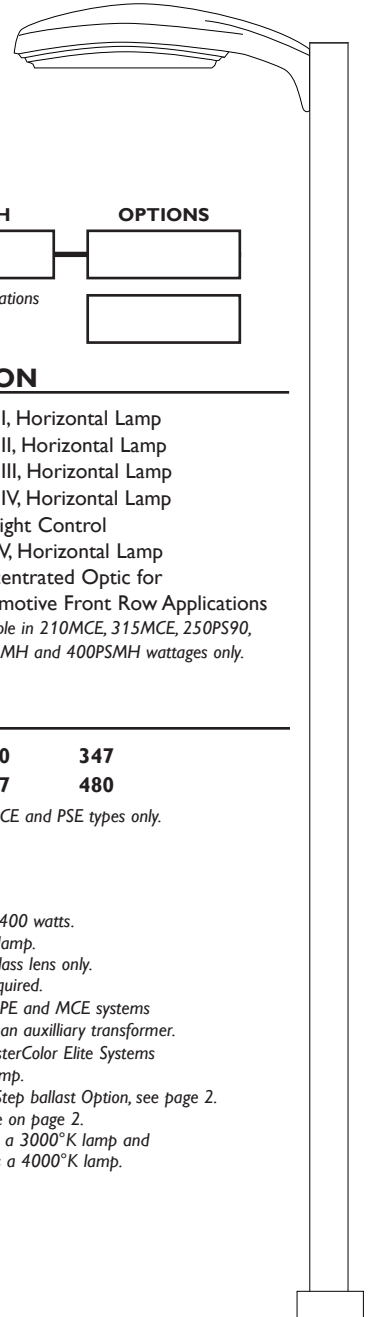 H OPTIONS
ations
ON
I, Horizontal Lamp
II, Horizontal Lamp
III, Horizontal Lamp
IV, Horizontal Lamp
ight Control
V, Horizontal Lamp
entrated Optic for
motive Front Row Applications
ble in 210MCE, 315MCE, 250PS90,
MH and 400PSMH wattages only.
0 347
7 480
CE and PSE types only.
400 watts.
lamp.
lass lens only.
quired.
PE and MCE systems
an auxilliary transformer.
sterColor Elite Systems
mp.
Step ballast Option, see page 2.
e on page 2.
a 3000°K lamp and
a 4000°K lamp.